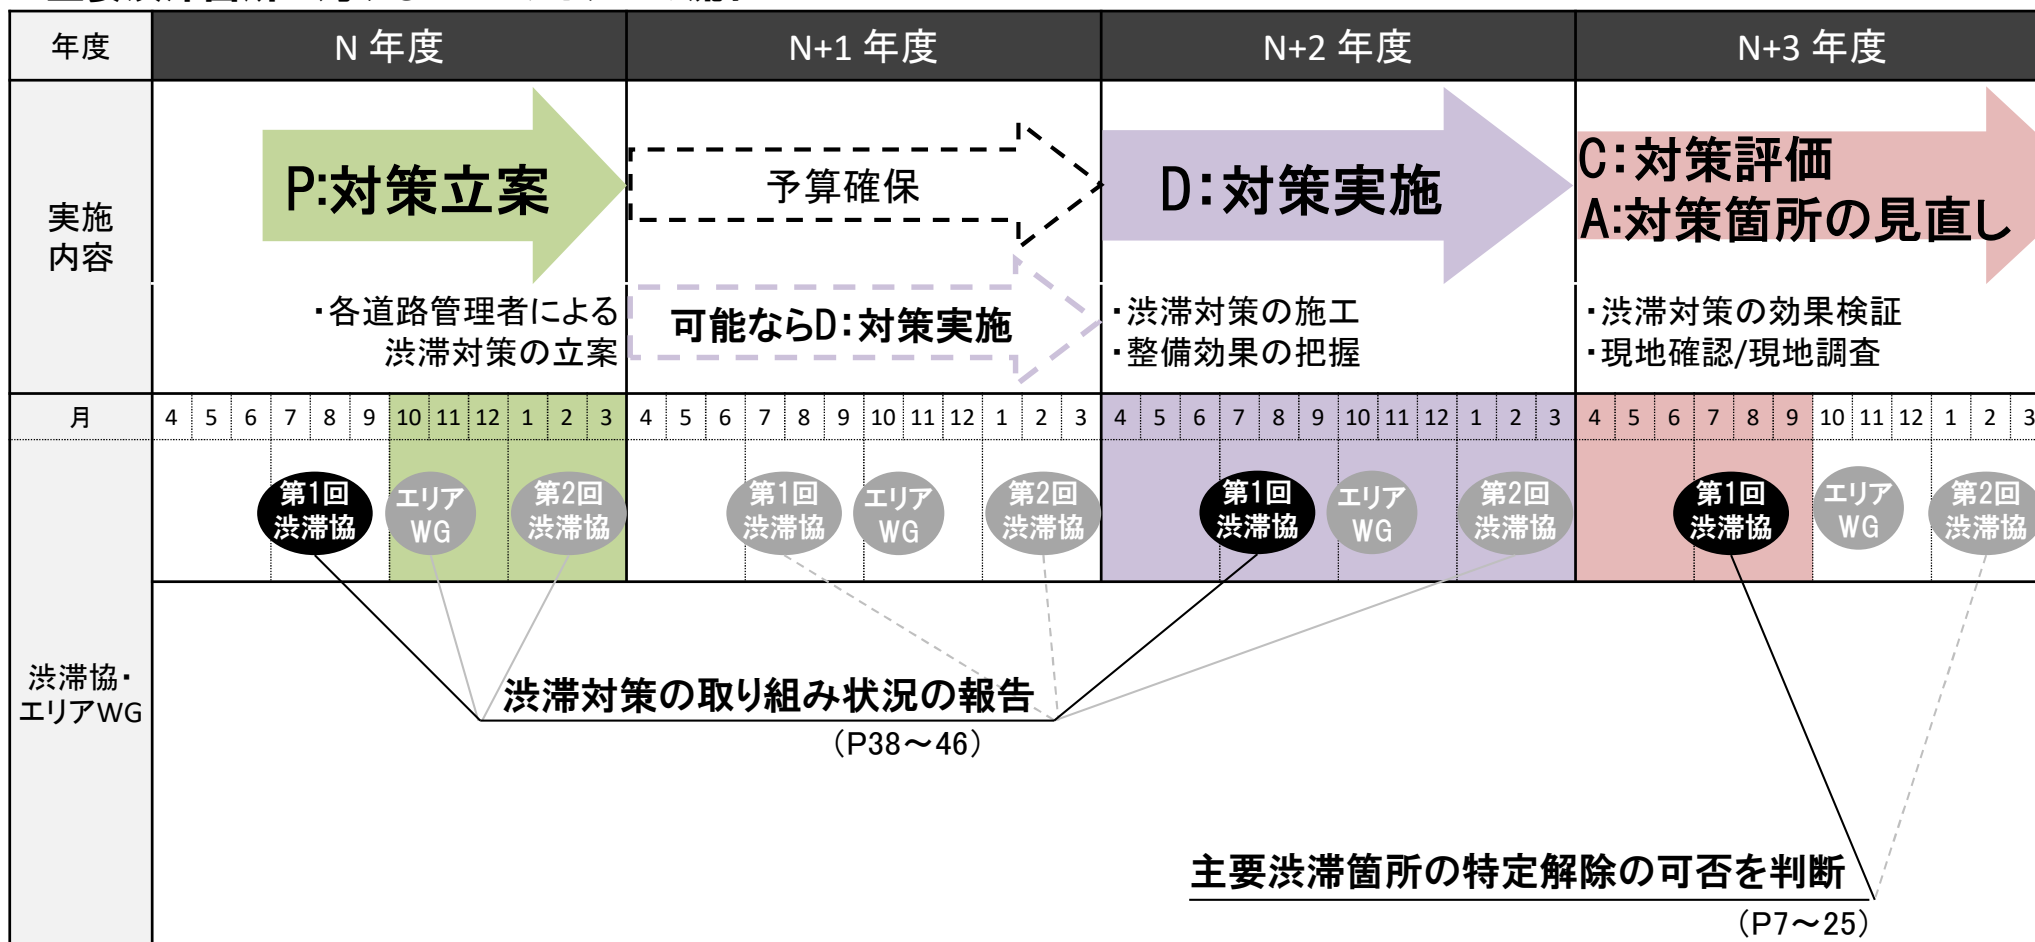 年度
N 年度
N+1 年度
N+2 年度
N+3 年度
実施
内容
P:対策立案
予算確保
D:対策実施
C:対策評価
A:対策箇所の見直し
・各道路管理者による
渋滞対策の立案
可能ならD:対策実施
・渋滞対策の施工
・整備効果の把握
・渋滞対策の効果検証
・現地確認/現地調査
月
4 5 6 7 8 9 10 11 12 1 2 3 4 5 6 7 8 9 10 11 12 1 2 3 4 5 6 7 8 9 10 11 12 1 2 3 4 5 6 7 8 9 10 11 12 1 2 3
渋滞協・
エリアWG
第1回
渋滞協
エリア
WG
第2回
渋滞協
第1回
渋滞協
エリア
WG
第2回
渋滞協
第1回
渋滞協
エリア
WG
第2回
渋滞協
第1回
渋滞協
エリア
WG
第2回
渋滞協
渋滞対策の取り組み状況の報告
(P38~46)
主要渋滞箇所の特定解除の可否を判断
(P7~25)